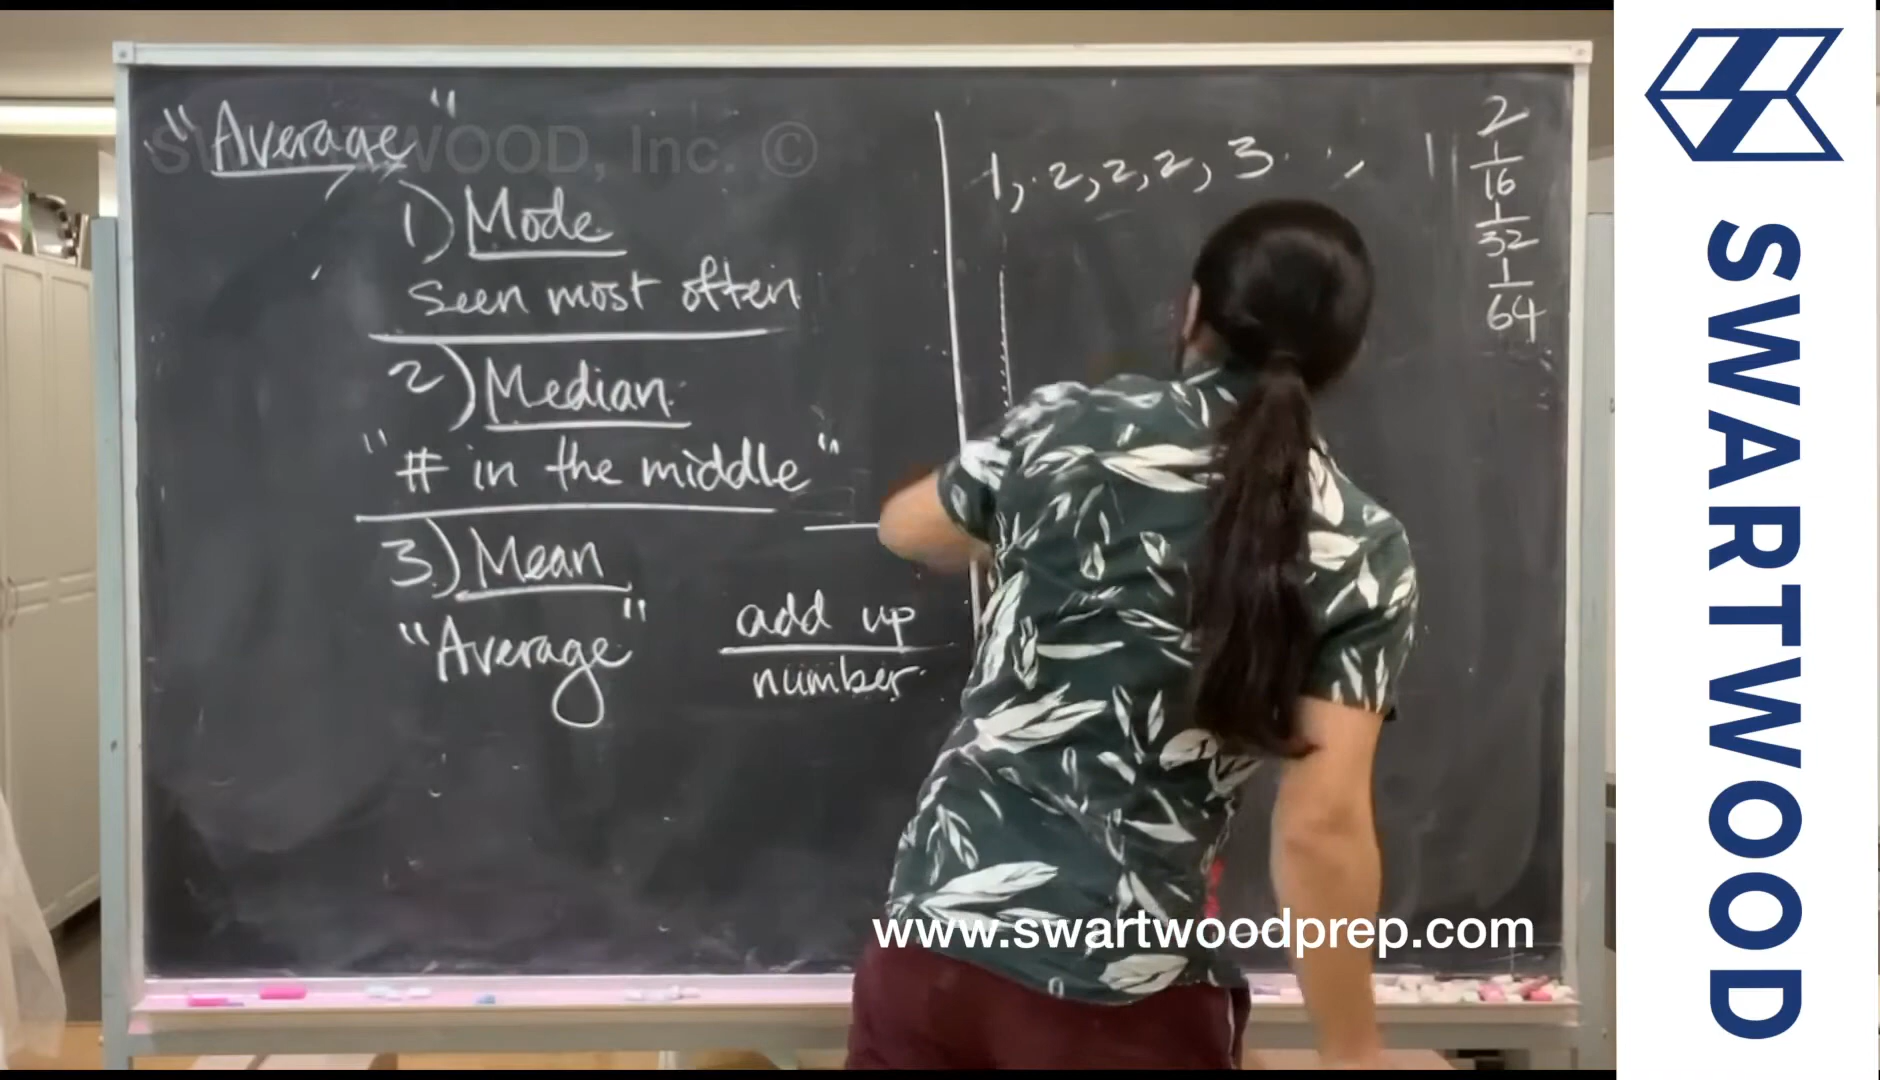 "Average"
SWARTWOOD, Inc. ©
1) Mode
seen most often
2) Median
"# in the middle"
3) Mean
"Average"
add up
number
1, 2, 2, 2, 3
2
1
16
1
32
1
64
www.swartwoodprep.com
SWARTWOOD